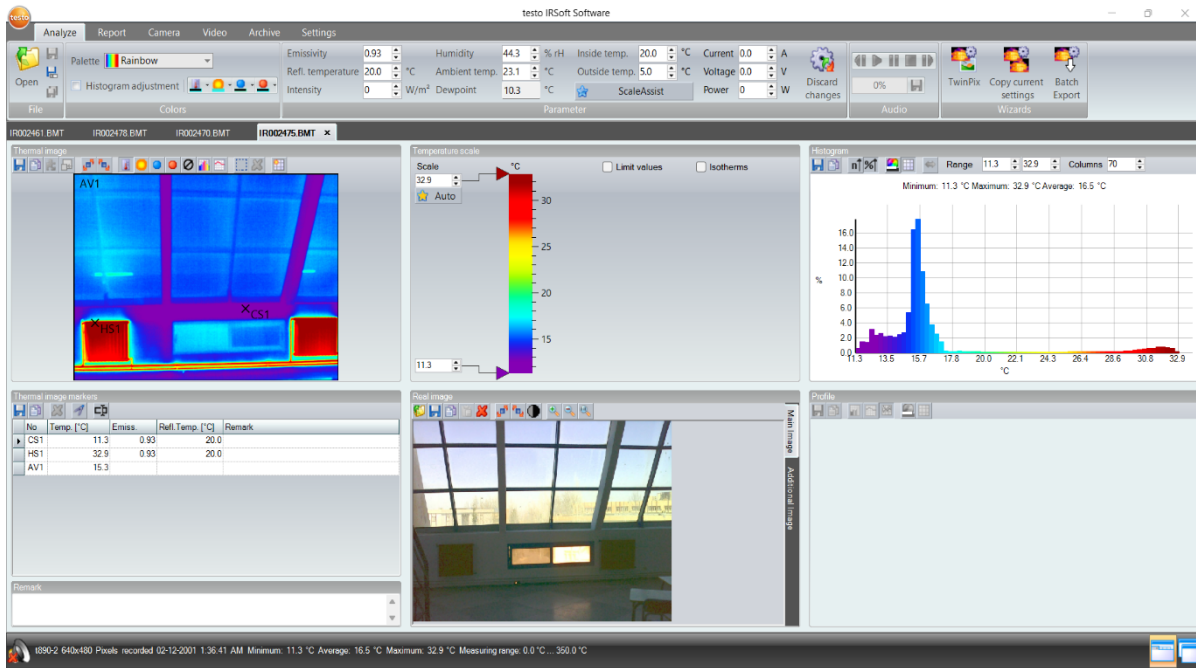 testo IRSoft Software
testo
Analyze Report Camera Video Archive Settings
Open
File
Palette Rainbow
Histogram adjustment
Colors
Emissivity 0.93 Humidity 44.3 % rH Inside temp. 20.0 °C Current 0.0 A
Refl. temperature 20.0 °C Ambient temp. 23.1 °C Outside temp. 5.0 °C Voltage 0.0 V
Intensity 0 W/m² Dewpoint 10.3 °C ScaleAssist Power 0 W
Parameter
Discard changes
0%
Audio
TwinPix Copy current settings Batch Export
Wizards
IR002461.BMT IR002478.BMT IR002470.BMT IR002475.BMT ×
Thermal image
AV1
CS1
HS1
Temperature scale
Scale °C Limit values Isotherms
32.9
Auto
30
25
20
15
11.3
Histogram
Range 11.3 32.9 Columns 70
Minimum: 11.3 °C Maximum: 32.9 °C Average: 16.5 °C
%
16.0
14.0
12.0
10.0
8.0
6.0
4.0
2.0
0.0
11.3 13.5 15.7 17.8 20.0 22.1 24.3 26.4 28.6 30.8 32.9
°C
Thermal image markers
No Temp. [°C] Emiss. Refl.Temp. [°C] Remark
CS1 11.3 0.93 20.0
HS1 32.9 0.93 20.0
AV1 15.3
Remark
Real image
Main Image
Additional Image
Profile
t890-2 640x480 Pixels recorded 02-12-2001 1:36:41 AM Minimum: 11.3 °C Average: 16.5 °C Maximum: 32.9 °C Measuring range: 0.0 °C ... 350.0 °C